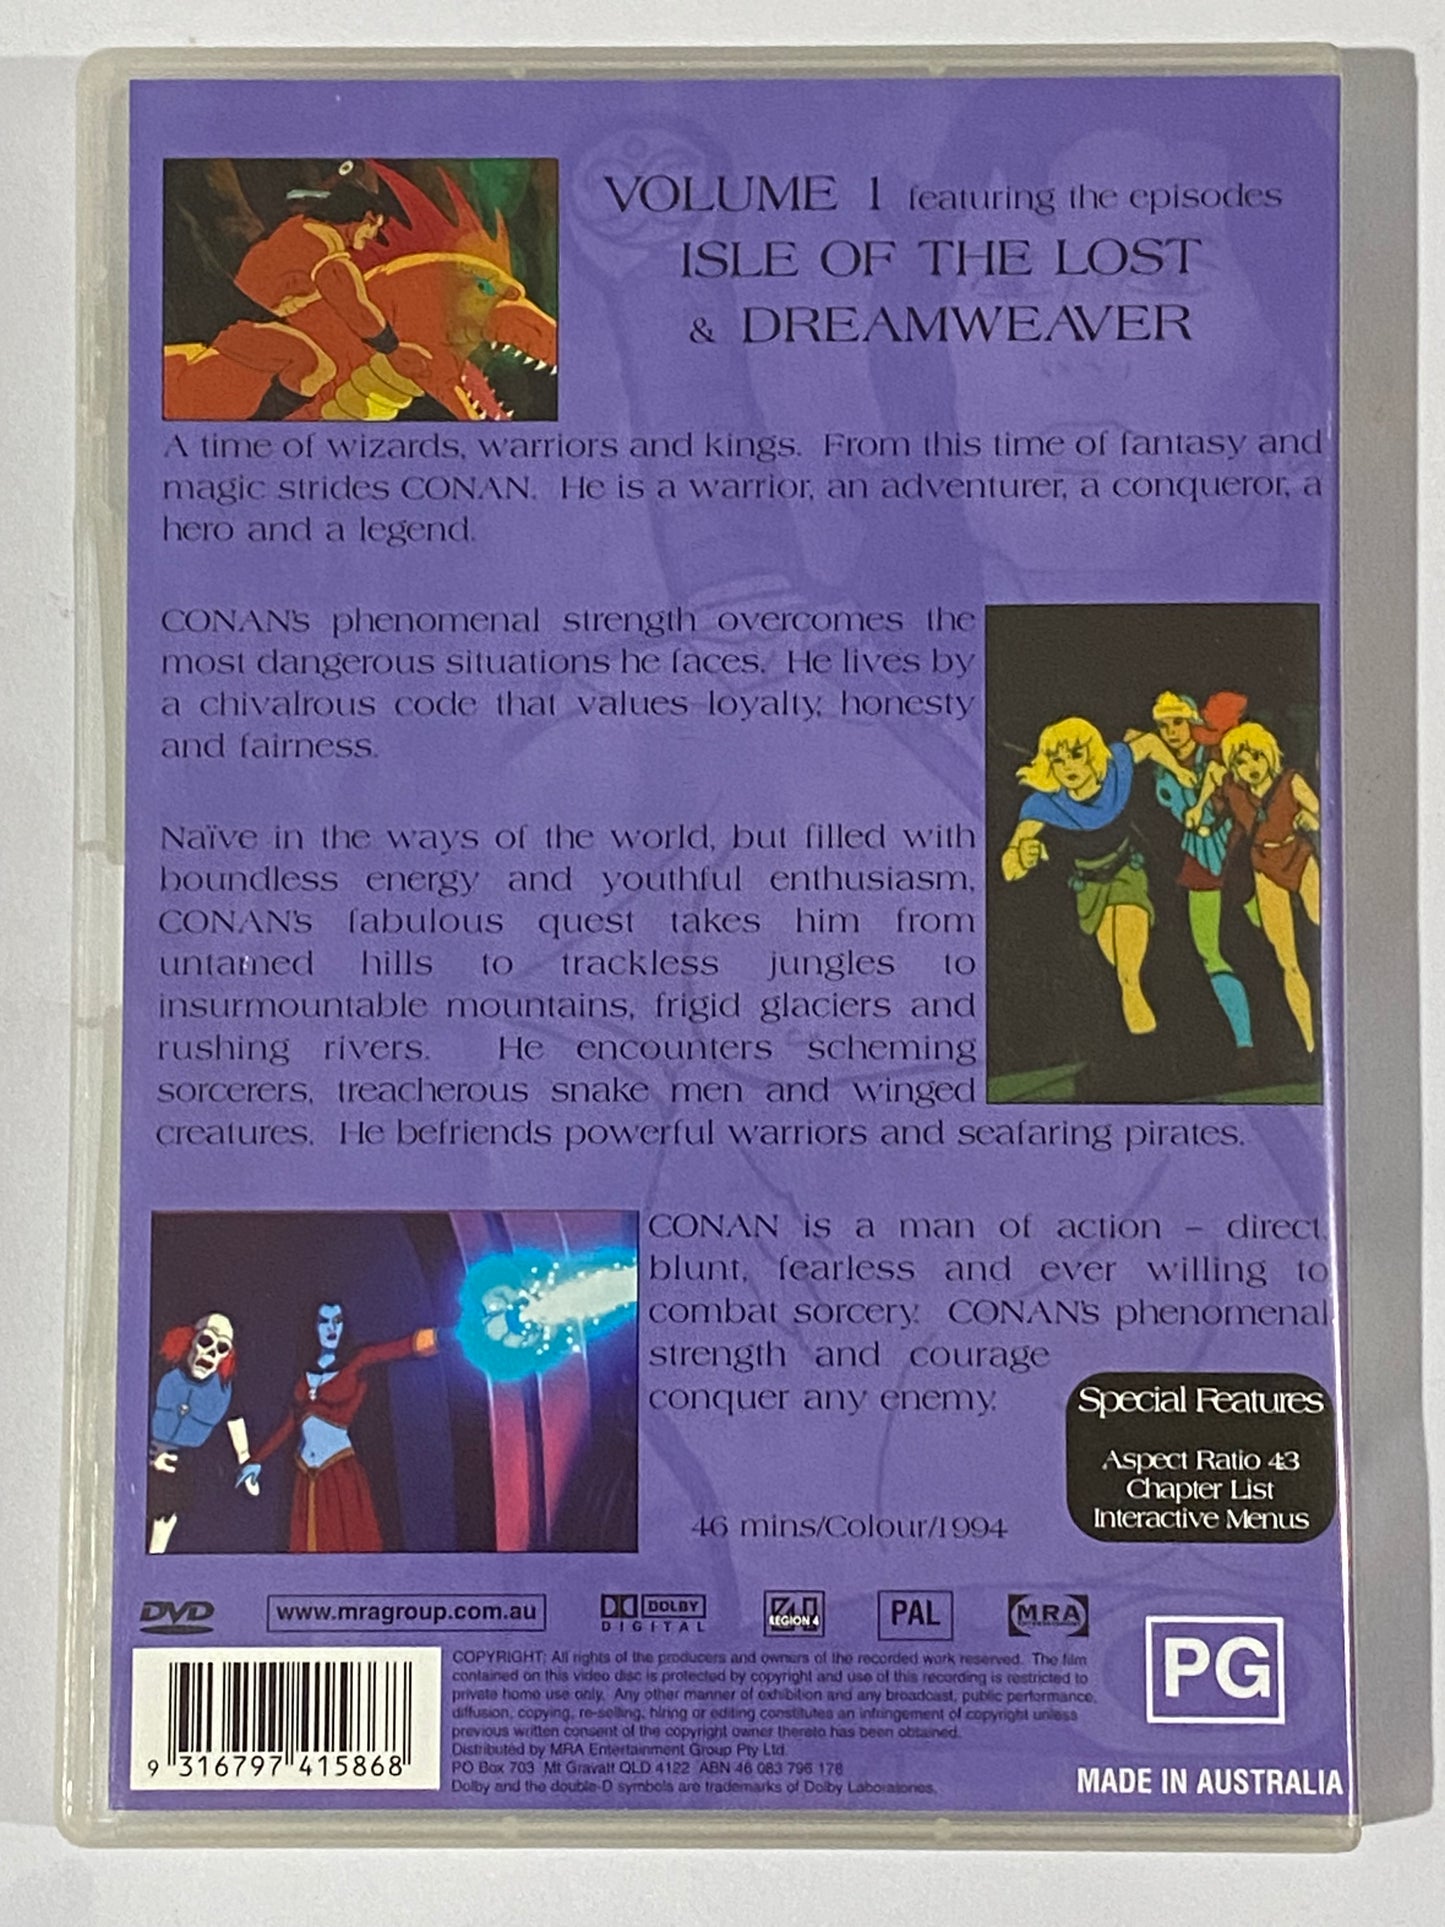 VOLUME 1 featuring the episodes
ISLE OF THE LOST
& DREAMWEAVER
A time of wizards, warriors and kings. From this time of fantasy and
magic strides CONAN. He is a warrior, an adventurer, a conqueror, a
hero and a legend.
CONAN's phenomenal strength overcomes the
most dangerous situations he faces. He lives by
a chivalrous code that values loyalty, honesty
and fairness.
Naïve in the ways of the world, but filled with
boundless energy and youthful enthusiasm,
CONAN's fabulous quest takes him from
untamed hills to trackless jungles to
insurmountable mountains, frigid glaciers and
rushing rivers. He encounters scheming
sorcerers, treacherous snake men and winged
creatures. He befriends powerful warriors and seafaring pirates.
CONAN is a man of action – direct,
blunt, fearless and ever willing to
combat sorcery. CONAN's phenomenal
strength and courage
conquer any enemy.
Special Features
Aspect Ratio 4:3
Chapter List
Interactive Menus
46 mins/Colour/1994
DVD
www.mragroup.com.au
DOLBY
DIGITAL
REGION 4
PAL
MRA
ENTERTAINMENT
PG
COPYRIGHT: All rights of the producers and owners of the recorded work reserved. The film
contained on this video disc is protected by copyright and use of this recording is restricted to
private home use only. Any other manner of exhibition and any broadcast, public performance,
diffusion, copying, re-selling, hiring or editing constitutes an infringement of copyright unless
previous written consent of the copyright owner thereto has been obtained.
Distributed by MRA Entertainment Group Pty Ltd.
PO Box 703 Mt Gravatt QLD 4122 ABN 46 083 796 178
Dolby and the double-D symbols are trademarks of Dolby Laboratories.
9 316797 415868
MADE IN AUSTRALIA